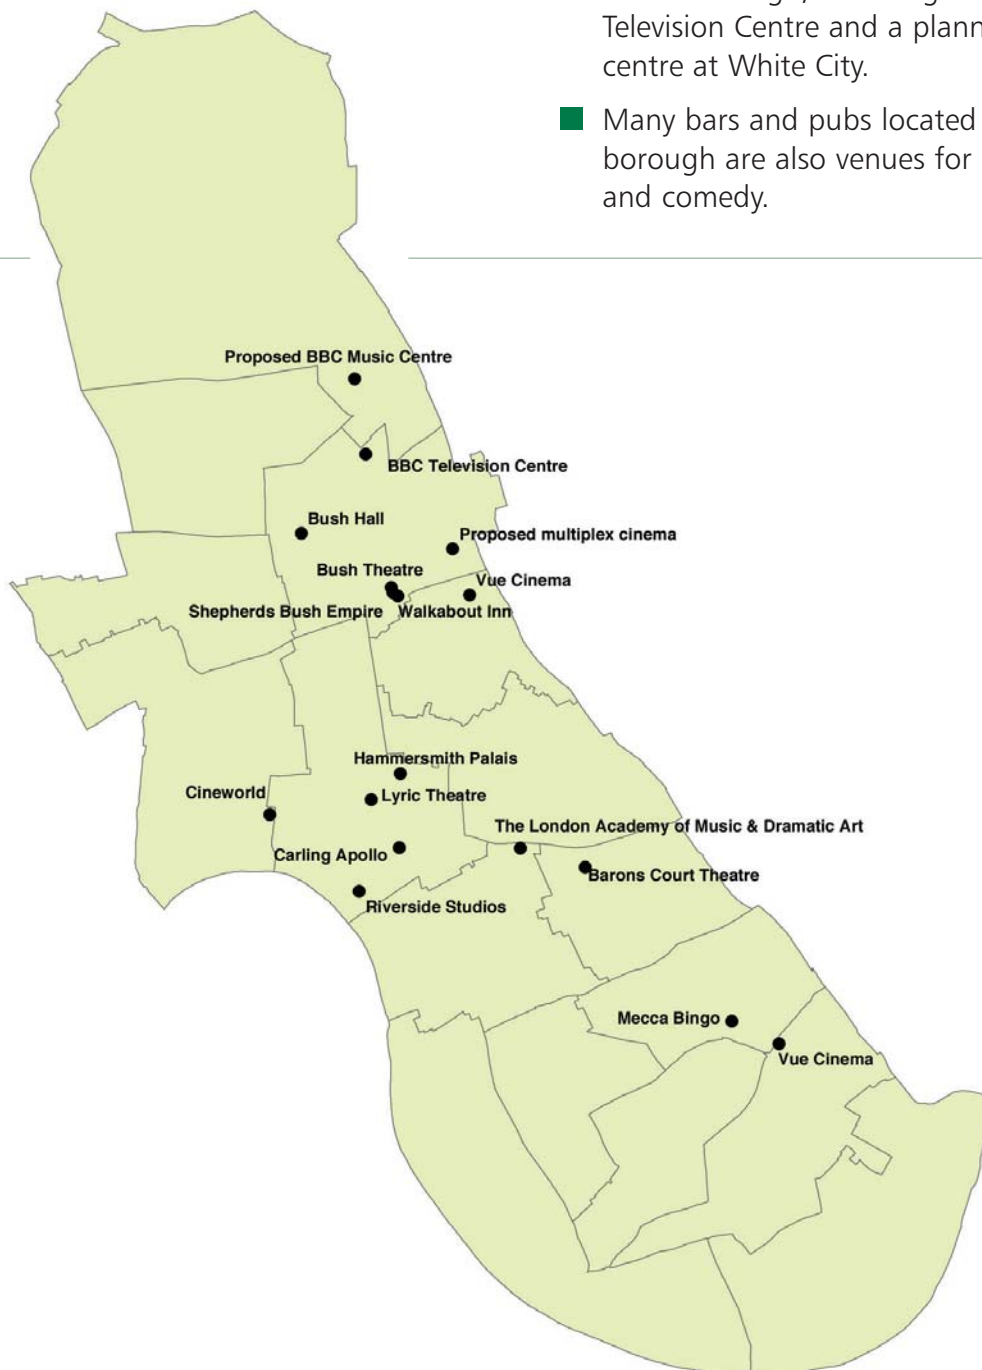 Television Centre and a plann
centre at White City.
Many bars and pubs located
borough are also venues for
and comedy.
Proposed BBC Music Centre
BBC Television Centre
Bush Hall
Proposed multiplex cinema
Bush Theatre
Vue Cinema
Shepherds Bush Empire
Walkabout Inn
Hammersmith Palais
Cineworld
Lyric Theatre
The London Academy of Music & Dramatic Art
Carling Apollo
Barons Court Theatre
Riverside Studios
Mecca Bingo
Vue Cinema